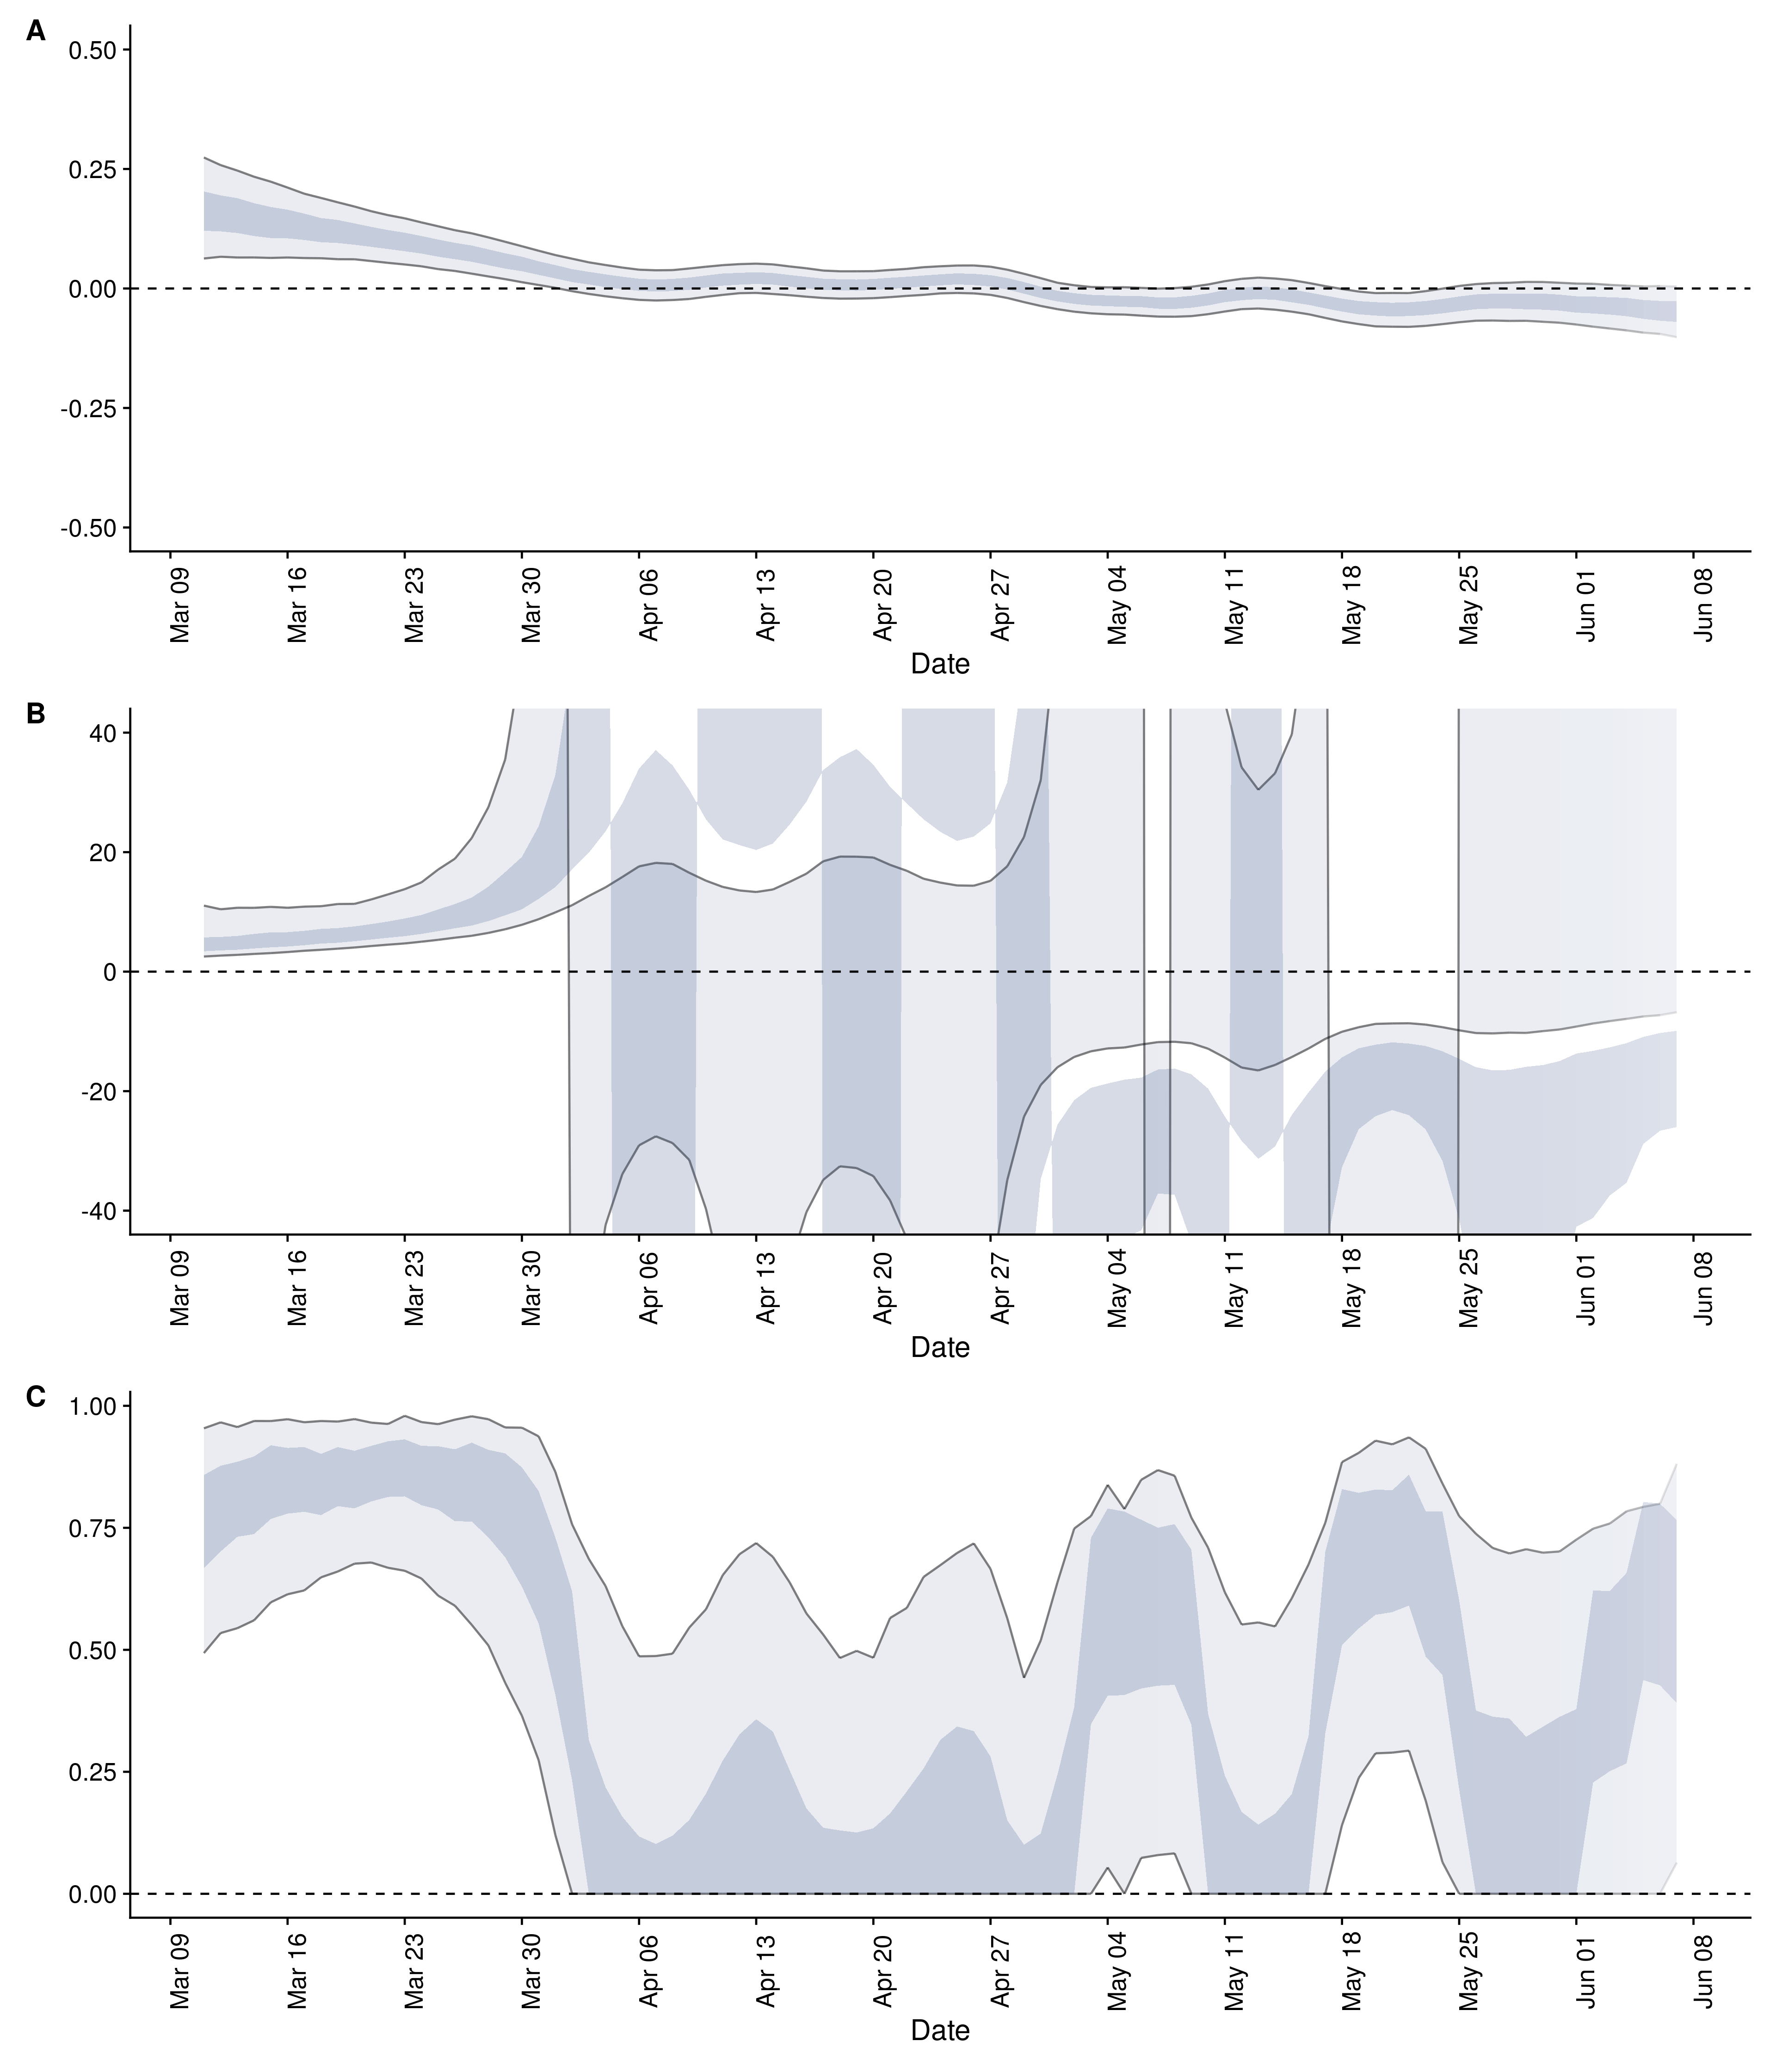 A
0.50
0.25
0.00
-0.25
-0.50
Mar 09
Mar 16
Mar 23
Mar 30
Apr 06
Apr 13
Apr 20
Apr 27
May 04
May 11
May 18
May 25
Jun 01
Jun 08
Date
B
40
20
0
-20
-40
Mar 09
Mar 16
Mar 23
Mar 30
Apr 06
Apr 13
Apr 20
Apr 27
May 04
May 11
May 18
May 25
Jun 01
Jun 08
Date
C
1.00
0.75
0.50
0.25
0.00
Mar 09
Mar 16
Mar 23
Mar 30
Apr 06
Apr 13
Apr 20
Apr 27
May 04
May 11
May 18
May 25
Jun 01
Jun 08
Date